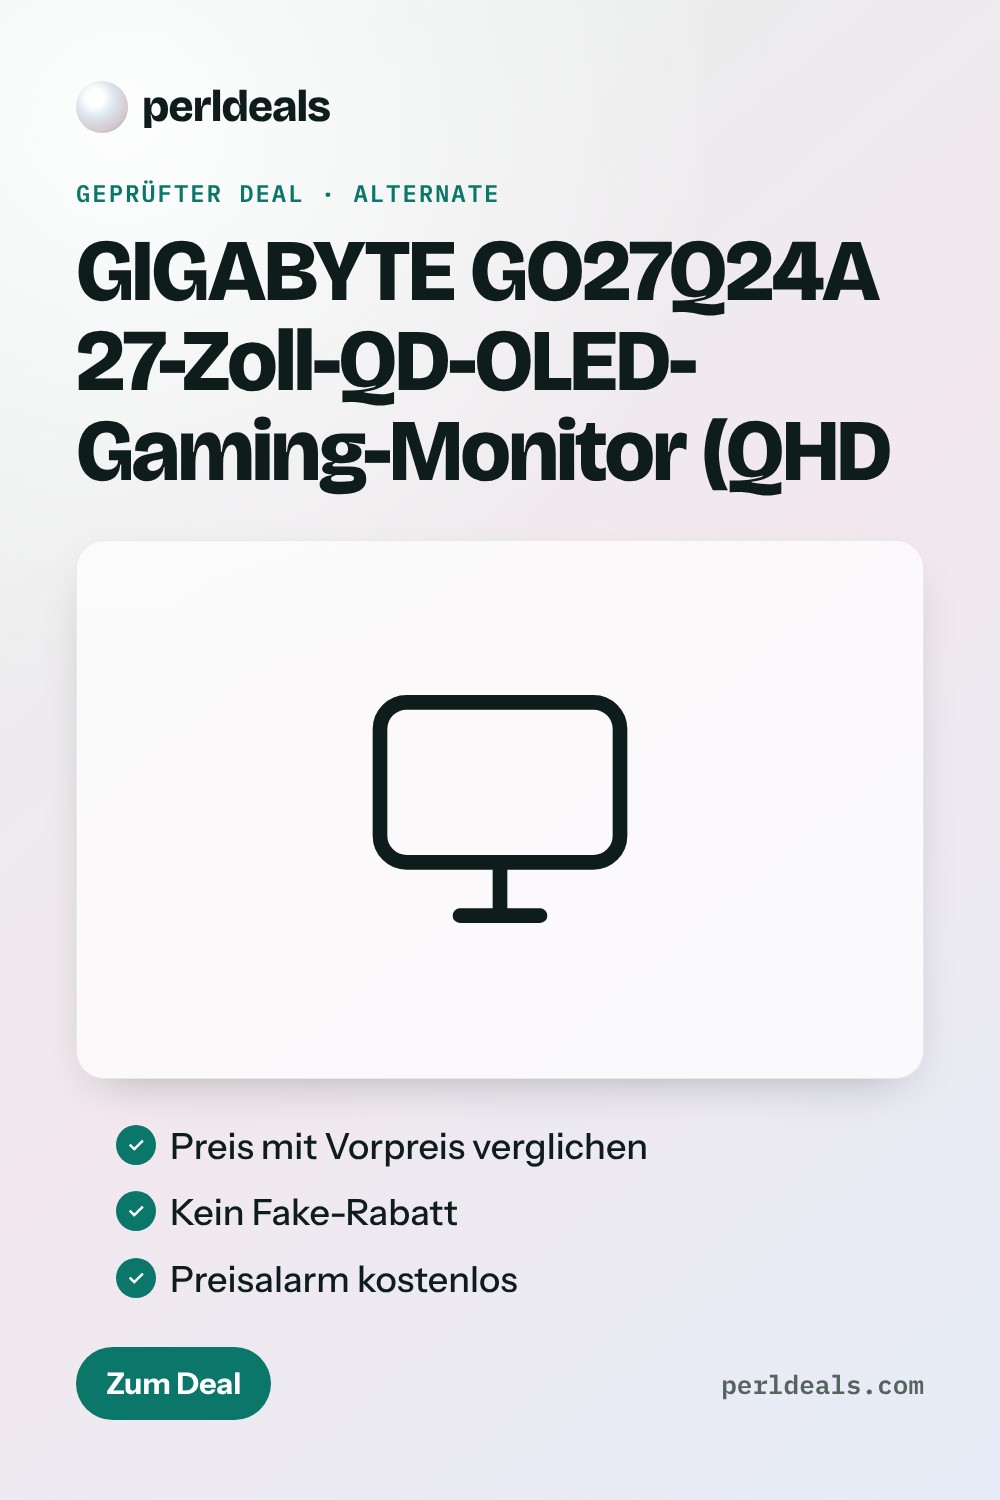 perldeals
GEPRÜFTER DEAL · ALTERNATE
GIGABYTE GO27Q24A
27-Zoll-QD-OLED-
Gaming-Monitor (QHD
Preis mit Vorpreis verglichen
Kein Fake-Rabatt
Preisalarm kostenlos
Zum Deal
perldeals.com